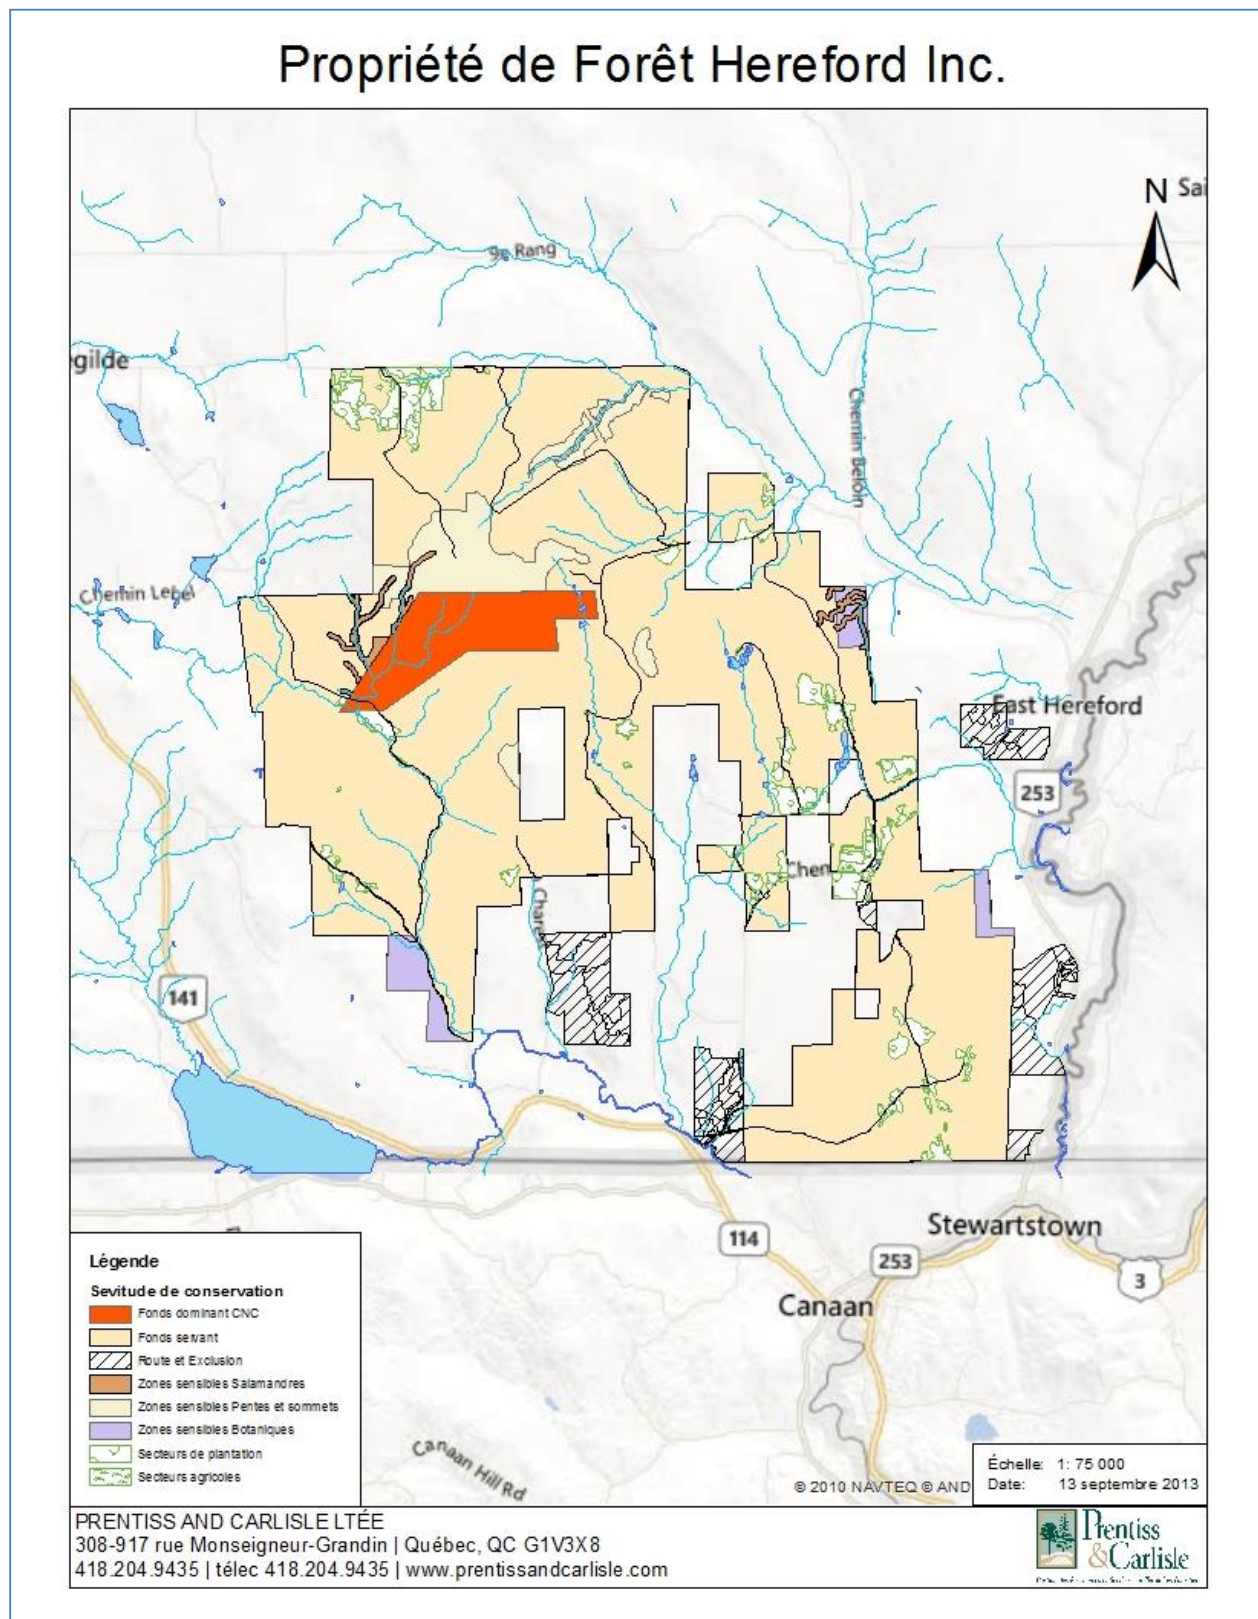 Propriété de Forêt Hereford Inc.
N
Sai
9e Rang
gilde
Chemin Beloin
Chemin Lebel
East Hereford
253
Chen
141
Stewartstown
114
253
3
Canaan
Légende
Sevitude de conservation
Fonds dominant CNC
Fonds servant
Route et Exclusion
Zones sensibles Salamandres
Zones sensibles Pentes et sommets
Zones sensibles Botaniques
Secteurs de plantation
Secteurs agricoles
Canaan Hill Rd
© 2010 NAVTEQ © AND
Échelle: 1: 75 000
Date: 13 septembre 2013
PRENTISS AND CARLISLE LTÉE
308-917 rue Monseigneur-Grandin | Québec, QC G1V3X8
418.204.9435 | télec 418.204.9435 | www.prentissandcarlisle.com
Prentiss
&Carlisle